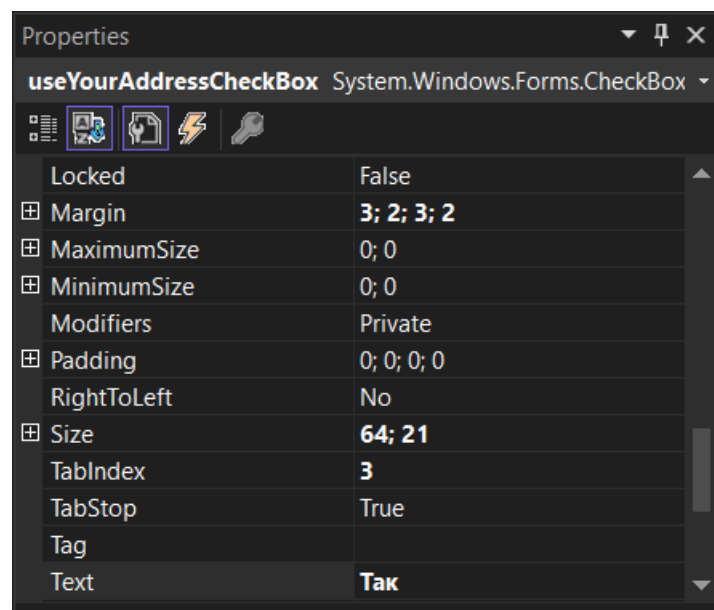 Properties
useYourAddressCheckBox System.Windows.Forms.CheckBox
Locked False
Margin 3; 2; 3; 2
MaximumSize 0; 0
MinimumSize 0; 0
Modifiers Private
Padding 0; 0; 0; 0
RightToLeft No
Size 64; 21
TabIndex 3
TabStop True
Tag
Text Так